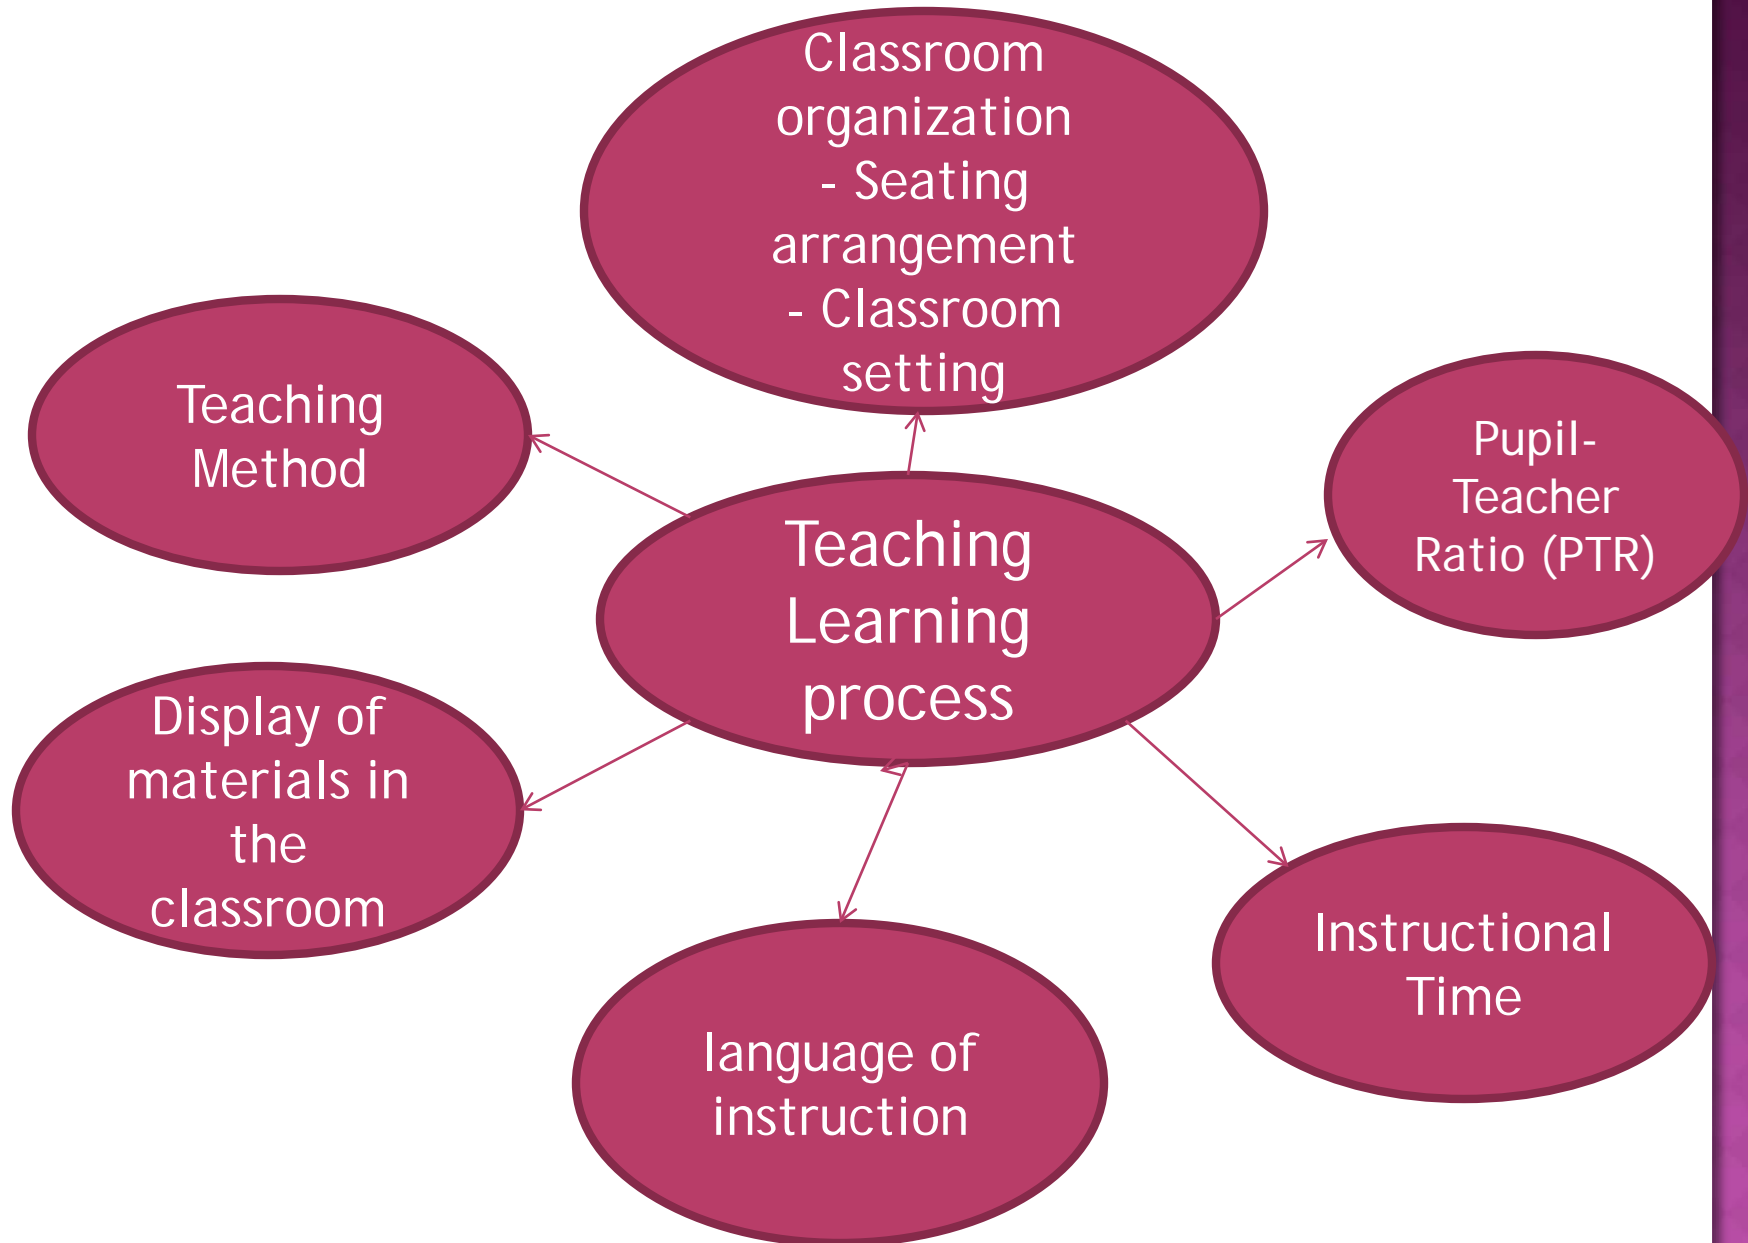 Classroom
organization
- Seating
arrangement
- Classroom
setting
Teaching
Method
Pupil-
Teacher
Ratio (PTR)
Teaching
Learning
process
Display of
materials in
the
classroom
Instructional
Time
language of
instruction